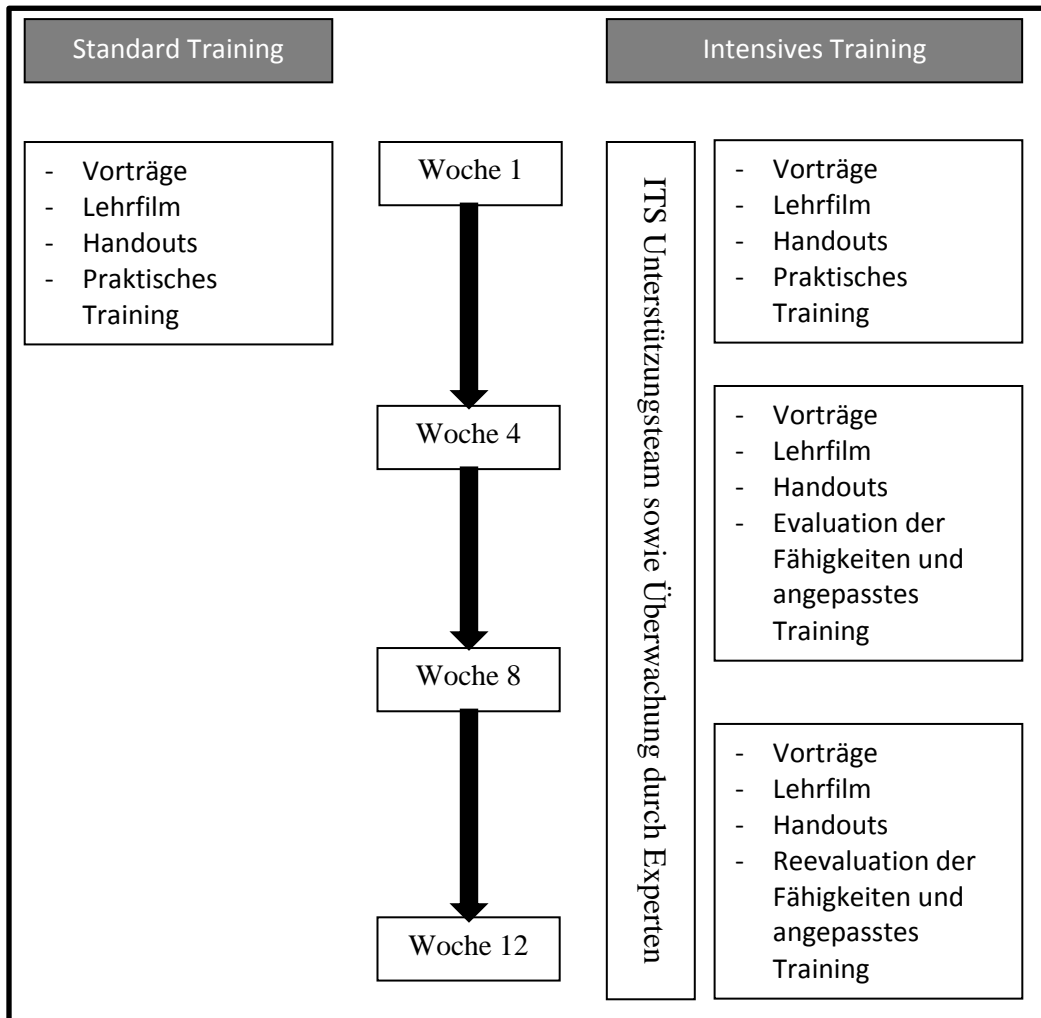 Standard Training
Intensives Training
- Vorträge
- Lehrfilm
- Handouts
- Praktisches
Training
Woche 1
Woche 4
Woche 8
Woche 12
ITS Unterstützungsteam sowie Überwachung durch Experten
- Vorträge
- Lehrfilm
- Handouts
- Praktisches
Training
- Vorträge
- Lehrfilm
- Handouts
- Evaluation der
Fähigkeiten und
angepasstes
Training
- Vorträge
- Lehrfilm
- Handouts
- Reevaluation der
Fähigkeiten und
angepasstes
Training